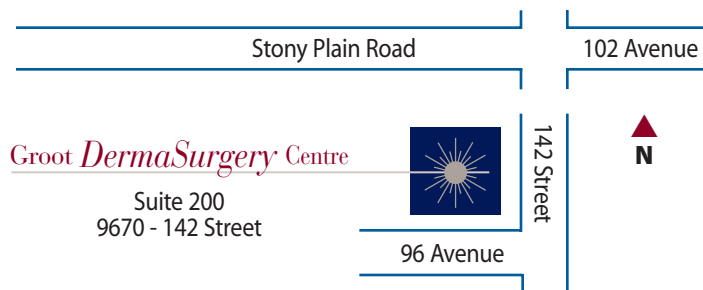 Stony Plain Road
102 Avenue
Groot DermaSurgery Centre
142 Street
N
Suite 200
9670 - 142 Street
96 Avenue